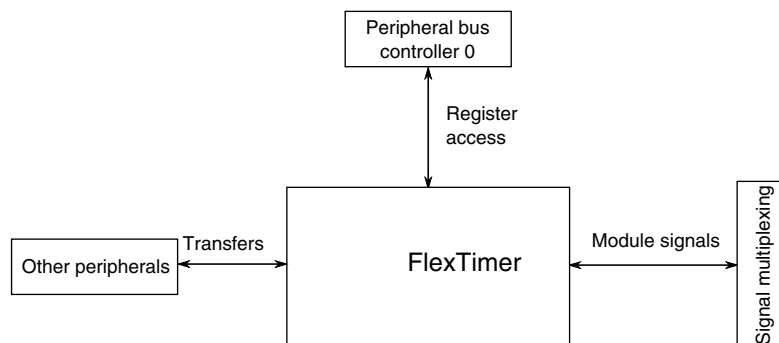 Peripheral bus
controller 0
Register
access
Transfers
Other peripherals
FlexTimer
Module signals
Signal multiplexing